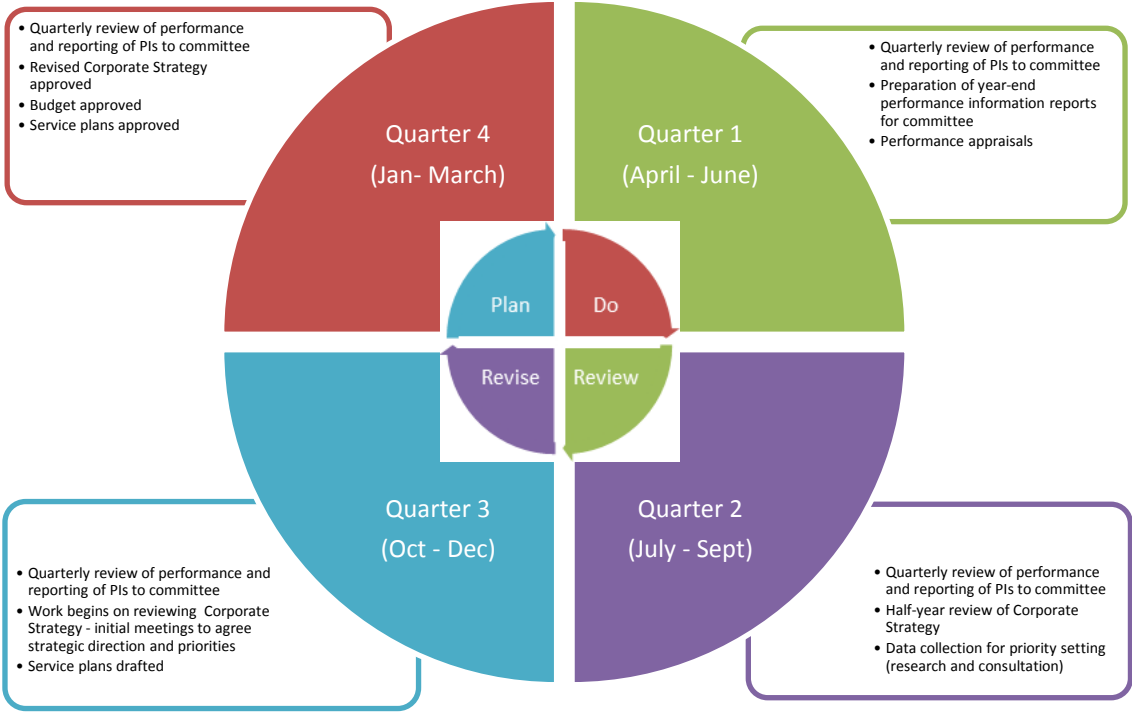 • Quarterly review of performance
and reporting of PIs to committee
• Revised Corporate Strategy
approved
• Budget approved
• Service plans approved
Quarter 4
(Jan- March)
Quarter 1
(April - June)
• Quarterly review of performance
and reporting of PIs to committee
• Preparation of year-end
performance information reports
for committee
• Performance appraisals
Plan
Do
Revise
Review
Quarter 3
(Oct - Dec)
Quarter 2
(July - Sept)
• Quarterly review of performance and
reporting of PIs to committee
• Work begins on reviewing Corporate
Strategy - initial meetings to agree
strategic direction and priorities
• Service plans drafted
• Quarterly review of performance
and reporting of PIs to committee
• Half-year review of Corporate
Strategy
• Data collection for priority setting
(research and consultation)